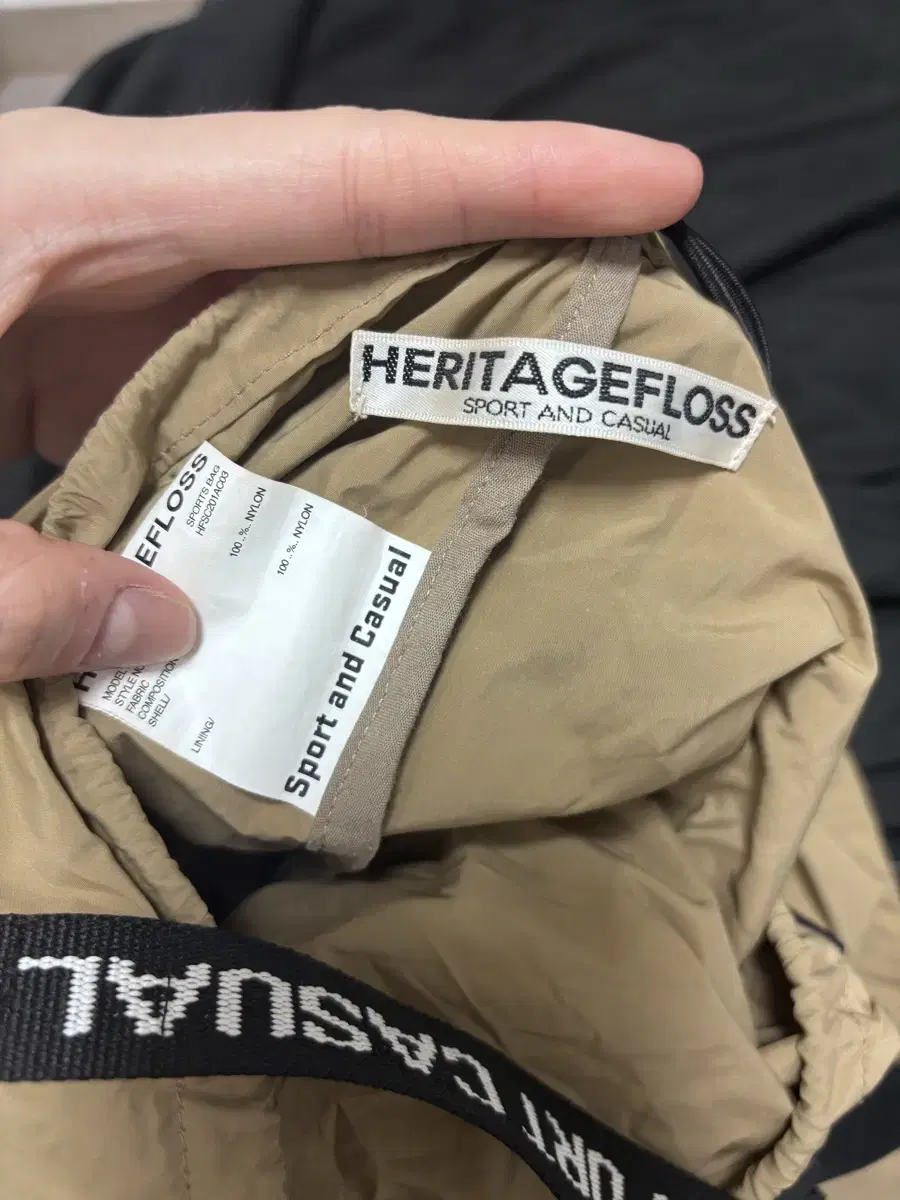 HERITAGEFLOSS
SPORT AND CASUAL
EFLOSS
SPORTS BAG
HFSC201AC03
100 ..%.. NYLON
100 ..%.. NYLON
MODEL
STYLE
FABRIC
COMPOSITION
SHELL/
LINING/
Sport and Casual
CASUAL